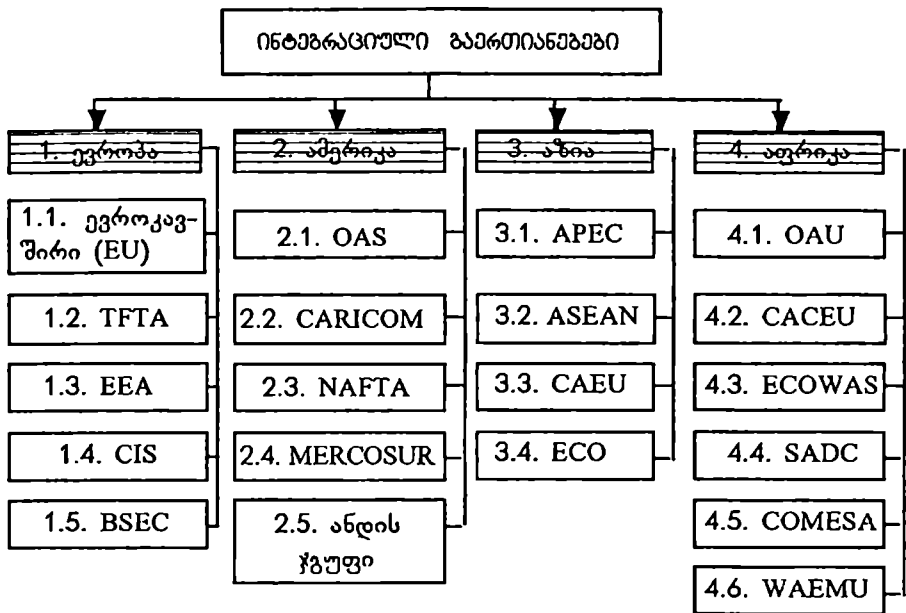 ინტეგრაციული გაერთიანებები
1. ევროპა
1.1. ევროკავ-
შირი (EU)
1.2. TFTA
1.3. EEA
1.4. CIS
1.5. BSEC
2. ამერიკა
2.1. OAS
2.2. CARICOM
2.3. NAFTA
2.4. MERCOSUR
2.5. ანდის
ჯგუფი
3. აზია
3.1. APEC
3.2. ASEAN
3.3. CAEU
3.4. ECO
4. აფრიკა
4.1. OAU
4.2. CACEU
4.3. ECOWAS
4.4. SADC
4.5. COMESA
4.6. WAEMU